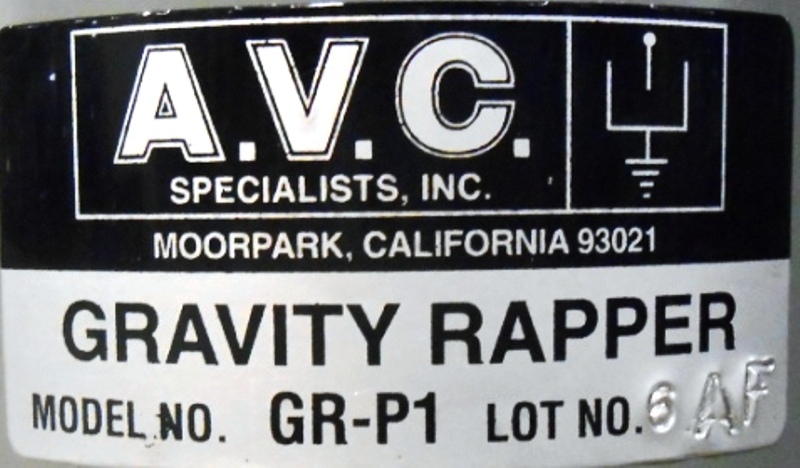 A.V.C.
SPECIALISTS, INC.
MOORPARK, CALIFORNIA 93021
GRAVITY RAPPER
MODEL NO. GR-P1 LOT NO. 6 AF